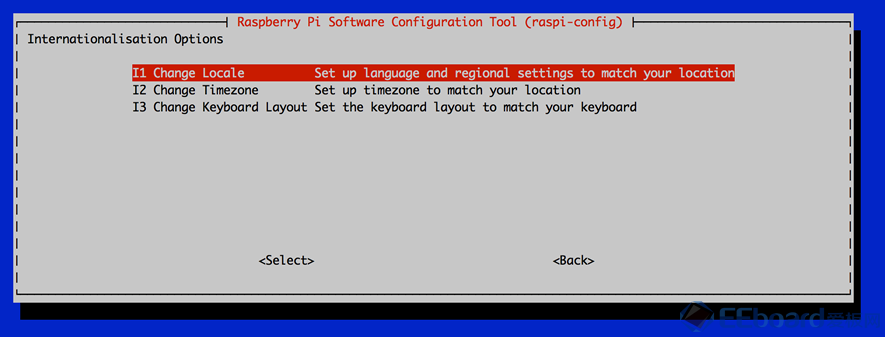 Raspberry Pi Software Configuration Tool (raspi-config)
Internationalisation Options
I1 Change Locale Set up language and regional settings to match your location
I2 Change Timezone Set up timezone to match your location
I3 Change Keyboard Layout Set the keyboard layout to match your keyboard
<Select> <Back>
EEboard